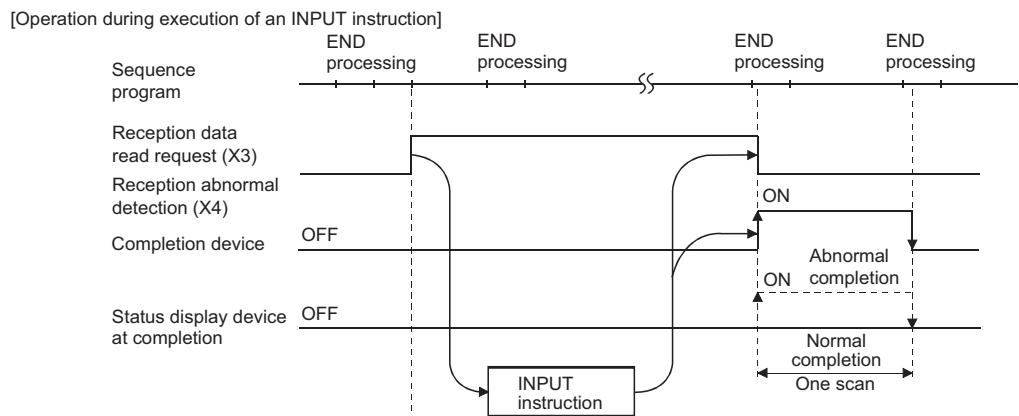 [Operation during execution of an INPUT instruction]
END
processing
END
processing
END
processing
END
processing
Sequence
program
Reception data
read request (X3)
Reception abnormal
detection (X4)
ON
Completion device
OFF
Abnormal
completion
ON
Status display device
at completion
OFF
Normal
completion
One scan
INPUT
instruction